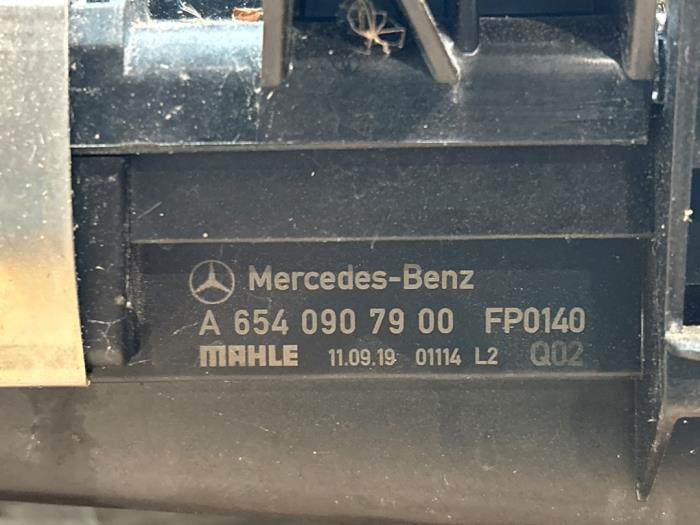 Mercedes-Benz
A 654 090 79 00 FP0140
MAHLE 11.09.19 01114 L2 Q02